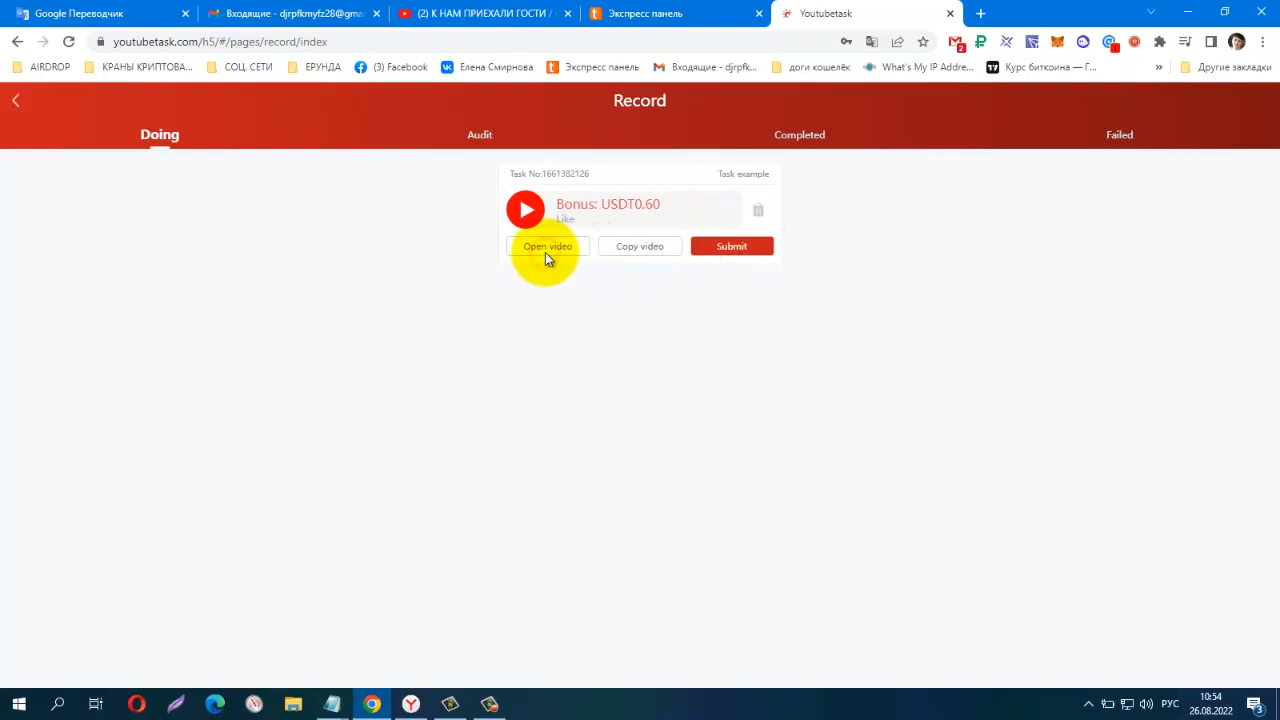 Google Переводчик
Входящие - djrpfkmyfz28@gma
(2) К НАМ ПРИЕХАЛИ ГОСТИ /
Экспресс панель
Youtubetask
youtubetask.com/h5/#/pages/record/index
2
1
AIRDROP
КРАНЫ КРИПТОВА...
СОЦ. СЕТИ
ЕРУНДА
(3) Facebook
Елена Смирнова
Экспресс панель
Входящие - djrpfk...
доги кошелёк
What's My IP Addre...
Курс биткоина — Г...
»
Другие закладки
Record
Doing
Audit
Completed
Failed
Task No:1661382126
Task example
Bonus: USDT0.60
Like
Open video
Copy video
Submit
РУС
10:54
26.08.2022
3